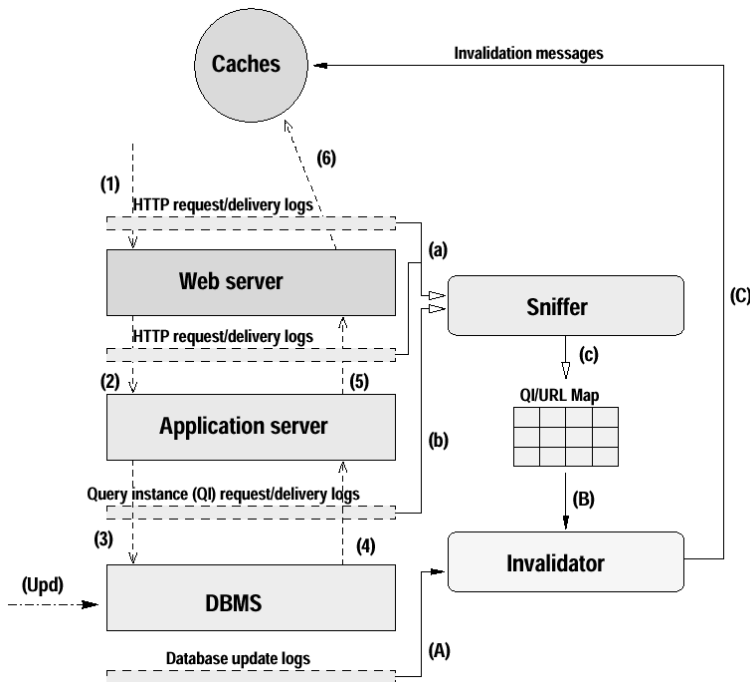 Caches
Invalidation messages
(6)
(1)
HTTP request/delivery logs
(a)
Web server
Sniffer
(C)
HTTP request/delivery logs
(c)
(2)
(5)
QI/URL Map
Application server
(b)
Query instance (QI) request/delivery logs
(B)
(3)
(4)
Invalidator
(Upd)
DBMS
(A)
Database update logs